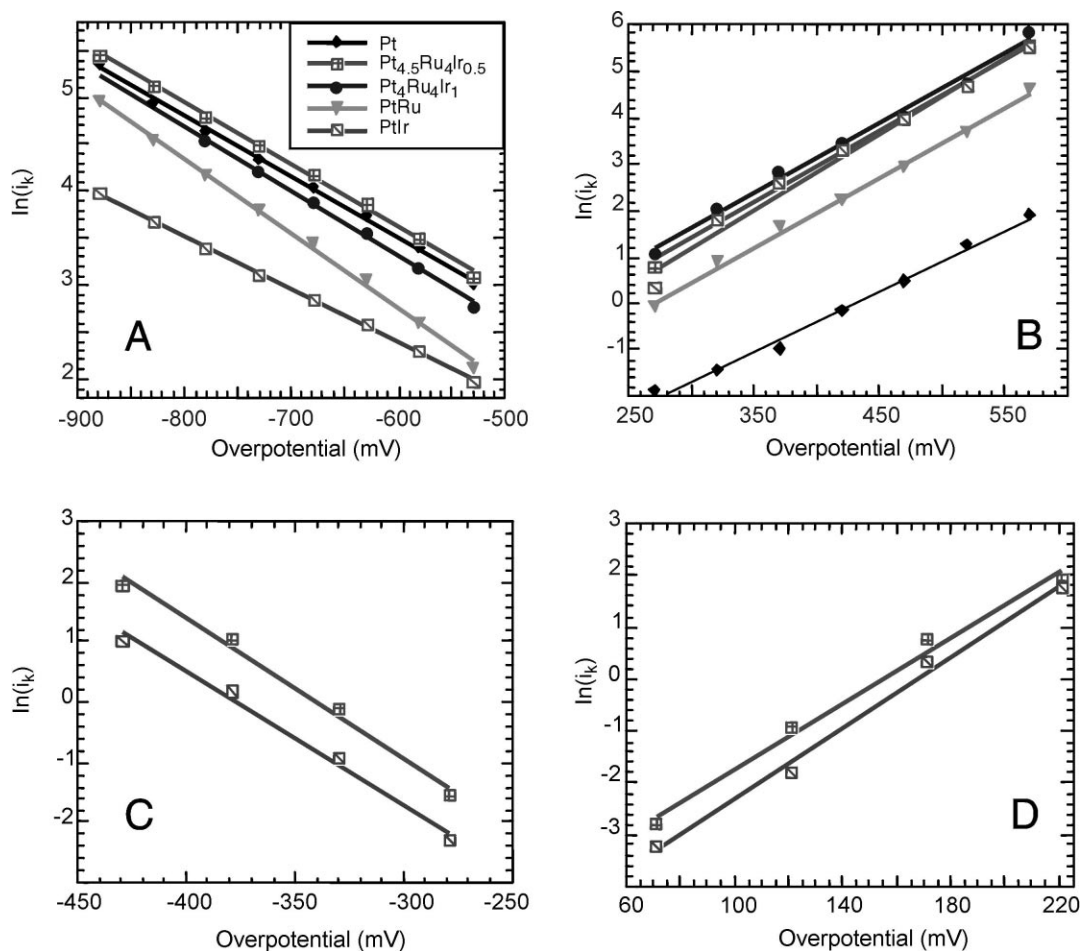 Pt
Pt4.5Ru4Ir0.5
Pt4Ru4Ir1
PtRu
PtIr
5
4
3
2
ln(ik)
A
-900
-800
-700
-600
-500
Overpotential (mV)
6
5
4
3
2
1
0
-1
ln(ik)
B
250
350
450
550
Overpotential (mV)
3
2
1
0
-1
-2
ln(ik)
C
-450
-400
-350
-300
-250
Overpotential (mV)
3
2
1
0
-1
-2
-3
ln(ik)
D
60
100
140
180
220
Overpotential (mV)